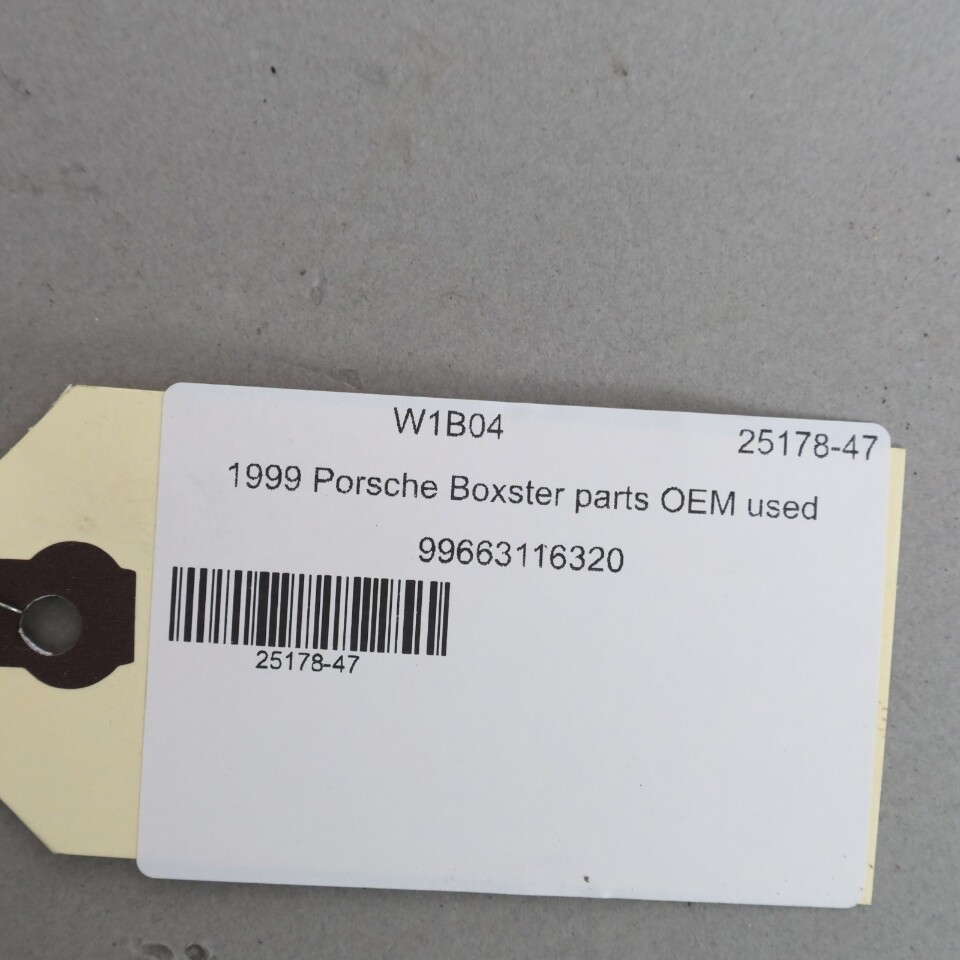 W1B04
25178-47
1999 Porsche Boxster parts OEM used
99663116320
25178-47